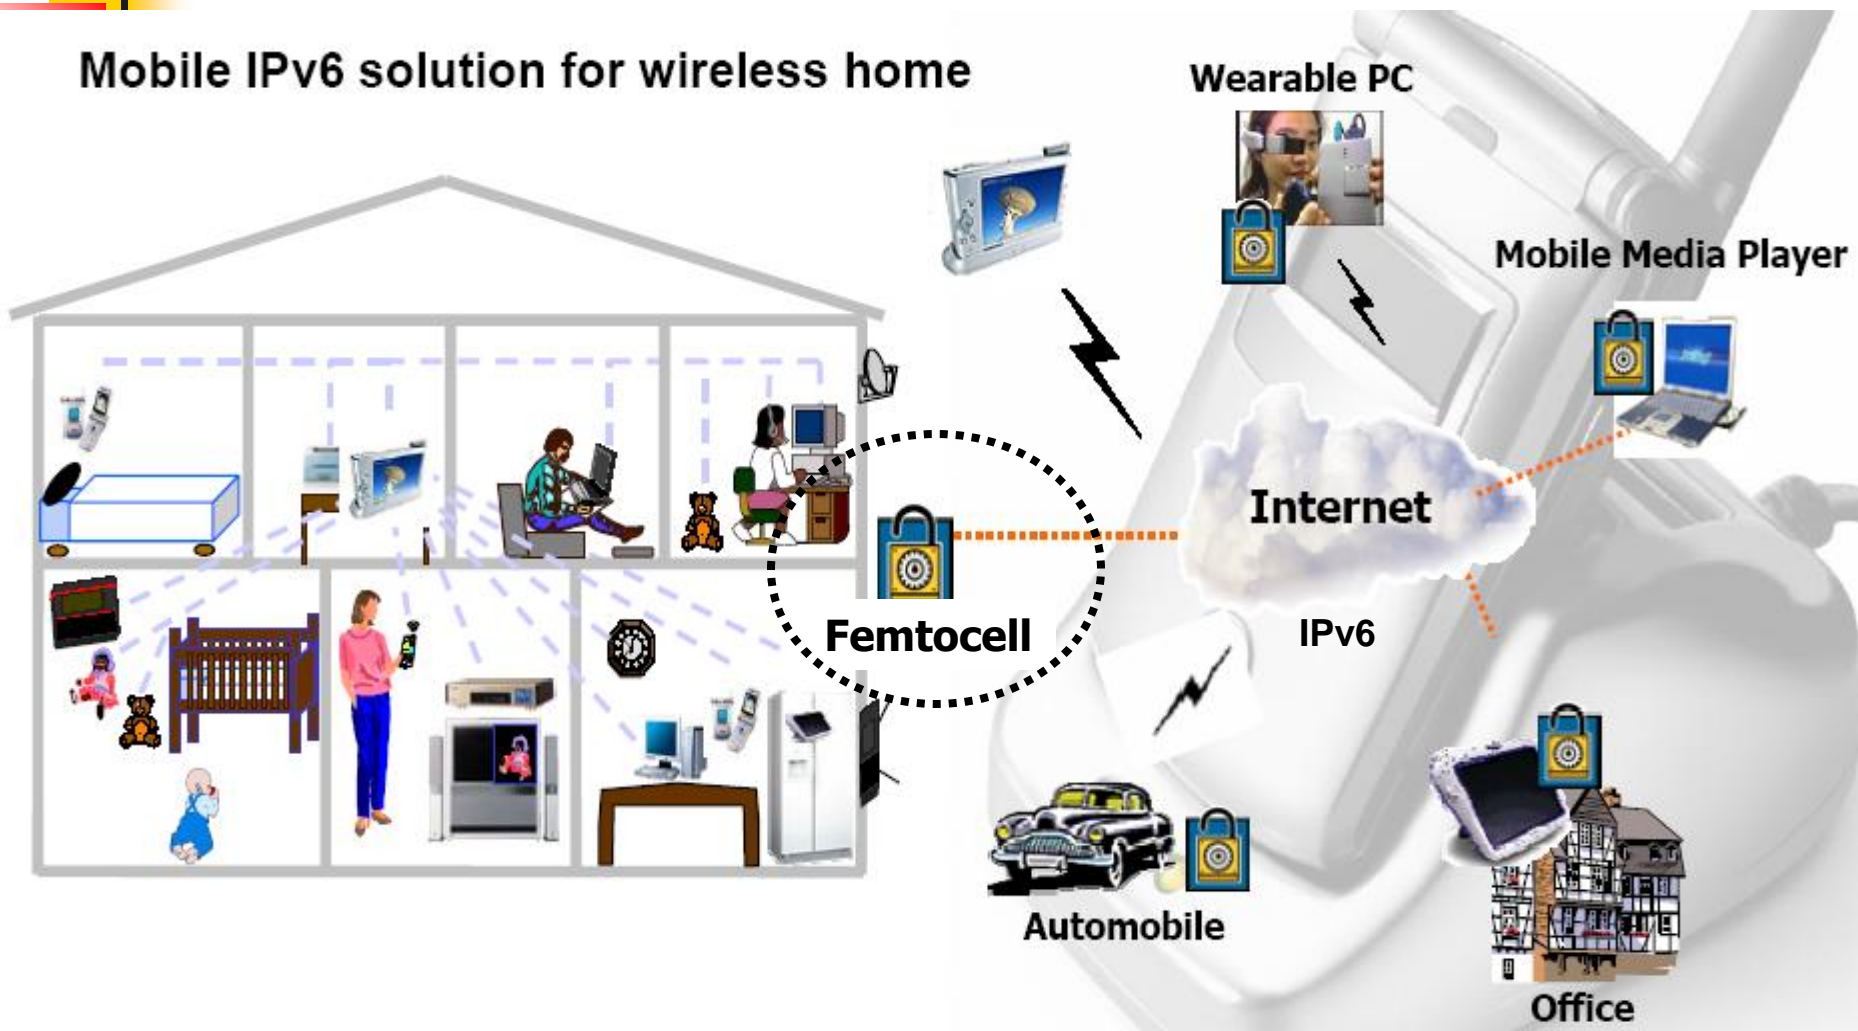 Mobile IPv6 solution for wireless home
Wearable PC
Mobile Media Player
Internet
IPv6
Femtocell
Automobile
Office